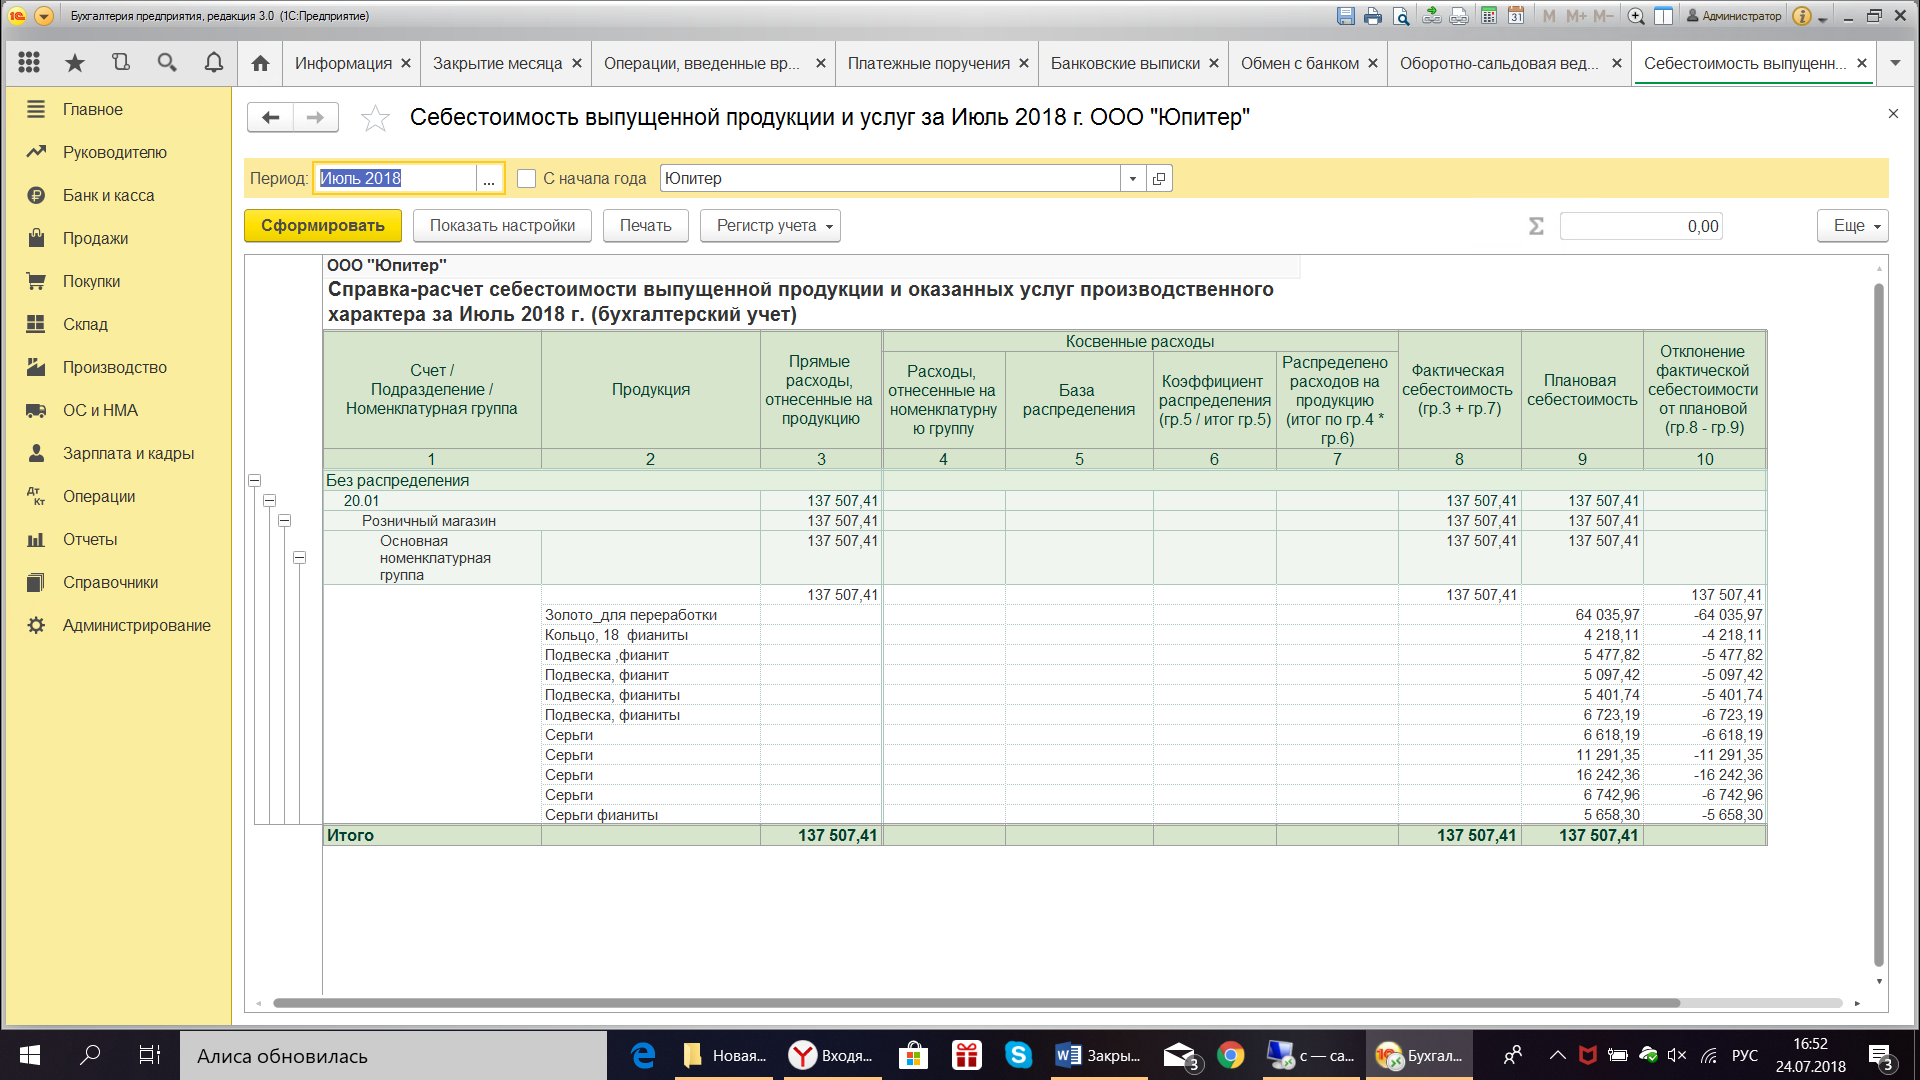 Бухгалтерия предприятия, редакция 3.0 (1С:Предприятие)
M M+ M-
Администратор
Информация
Закрытие месяца
Операции, введенные вр...
Платежные поручения
Банковские выписки
Обмен с банком
Оборотно-сальдовая вед...
Себестоимость выпущенн...
Главное
Руководителю
Банк и касса
Продажи
Покупки
Склад
Производство
ОС и НМА
Зарплата и кадры
Операции
Отчеты
Справочники
Администрирование
Себестоимость выпущенной продукции и услуг за Июль 2018 г. ООО "Юпитер"
Период: Июль 2018 ... С начала года Юпитер
Сформировать Показать настройки Печать Регистр учета Σ 0,00 Еще
ООО "Юпитер"
Справка-расчет себестоимости выпущенной продукции и оказанных услуг производственного
характера за Июль 2018 г. (бухгалтерский учет)
Счет /
Подразделение /
Номенклатурная группа
Продукция
Прямые
расходы,
отнесенные на
продукцию
Косвенные расходы
Расходы,
отнесенные на
номенклатурну
ю группу
База
распределения
Коэффициент
распределения
(гр.5 / итог гр.5)
Распределено
расходов на
продукцию
(итог по гр.4 *
гр.6)
Фактическая
себестоимость
(гр.3 + гр.7)
Плановая
себестоимость
Отклонение
фактической
себестоимости
от плановой
(гр.8 - гр.9)
1 2 3 4 5 6 7 8 9 10
Без распределения
20.01 137 507,41 137 507,41 137 507,41
Розничный магазин 137 507,41 137 507,41 137 507,41
Основная 137 507,41 137 507,41 137 507,41
номенклатурная
группа
137 507,41 137 507,41 137 507,41
Золото_для переработки 64 035,97 -64 035,97
Кольцо, 18 фианиты 4 218,11 -4 218,11
Подвеска ,фианит 5 477,82 -5 477,82
Подвеска, фианит 5 097,42 -5 097,42
Подвеска, фианиты 5 401,74 -5 401,74
Подвеска, фианиты 6 723,19 -6 723,19
Серьги 6 618,19 -6 618,19
Серьги 11 291,35 -11 291,35
Серьги 16 242,36 -16 242,36
Серьги 6 742,96 -6 742,96
Серьги фианиты 5 658,30 -5 658,30
Итого 137 507,41 137 507,41 137 507,41
Алиса обновилась
Новая...
Входя...
Закры...
3
с — са...
Бухгал...
РУС
16:52
24.07.2018
3